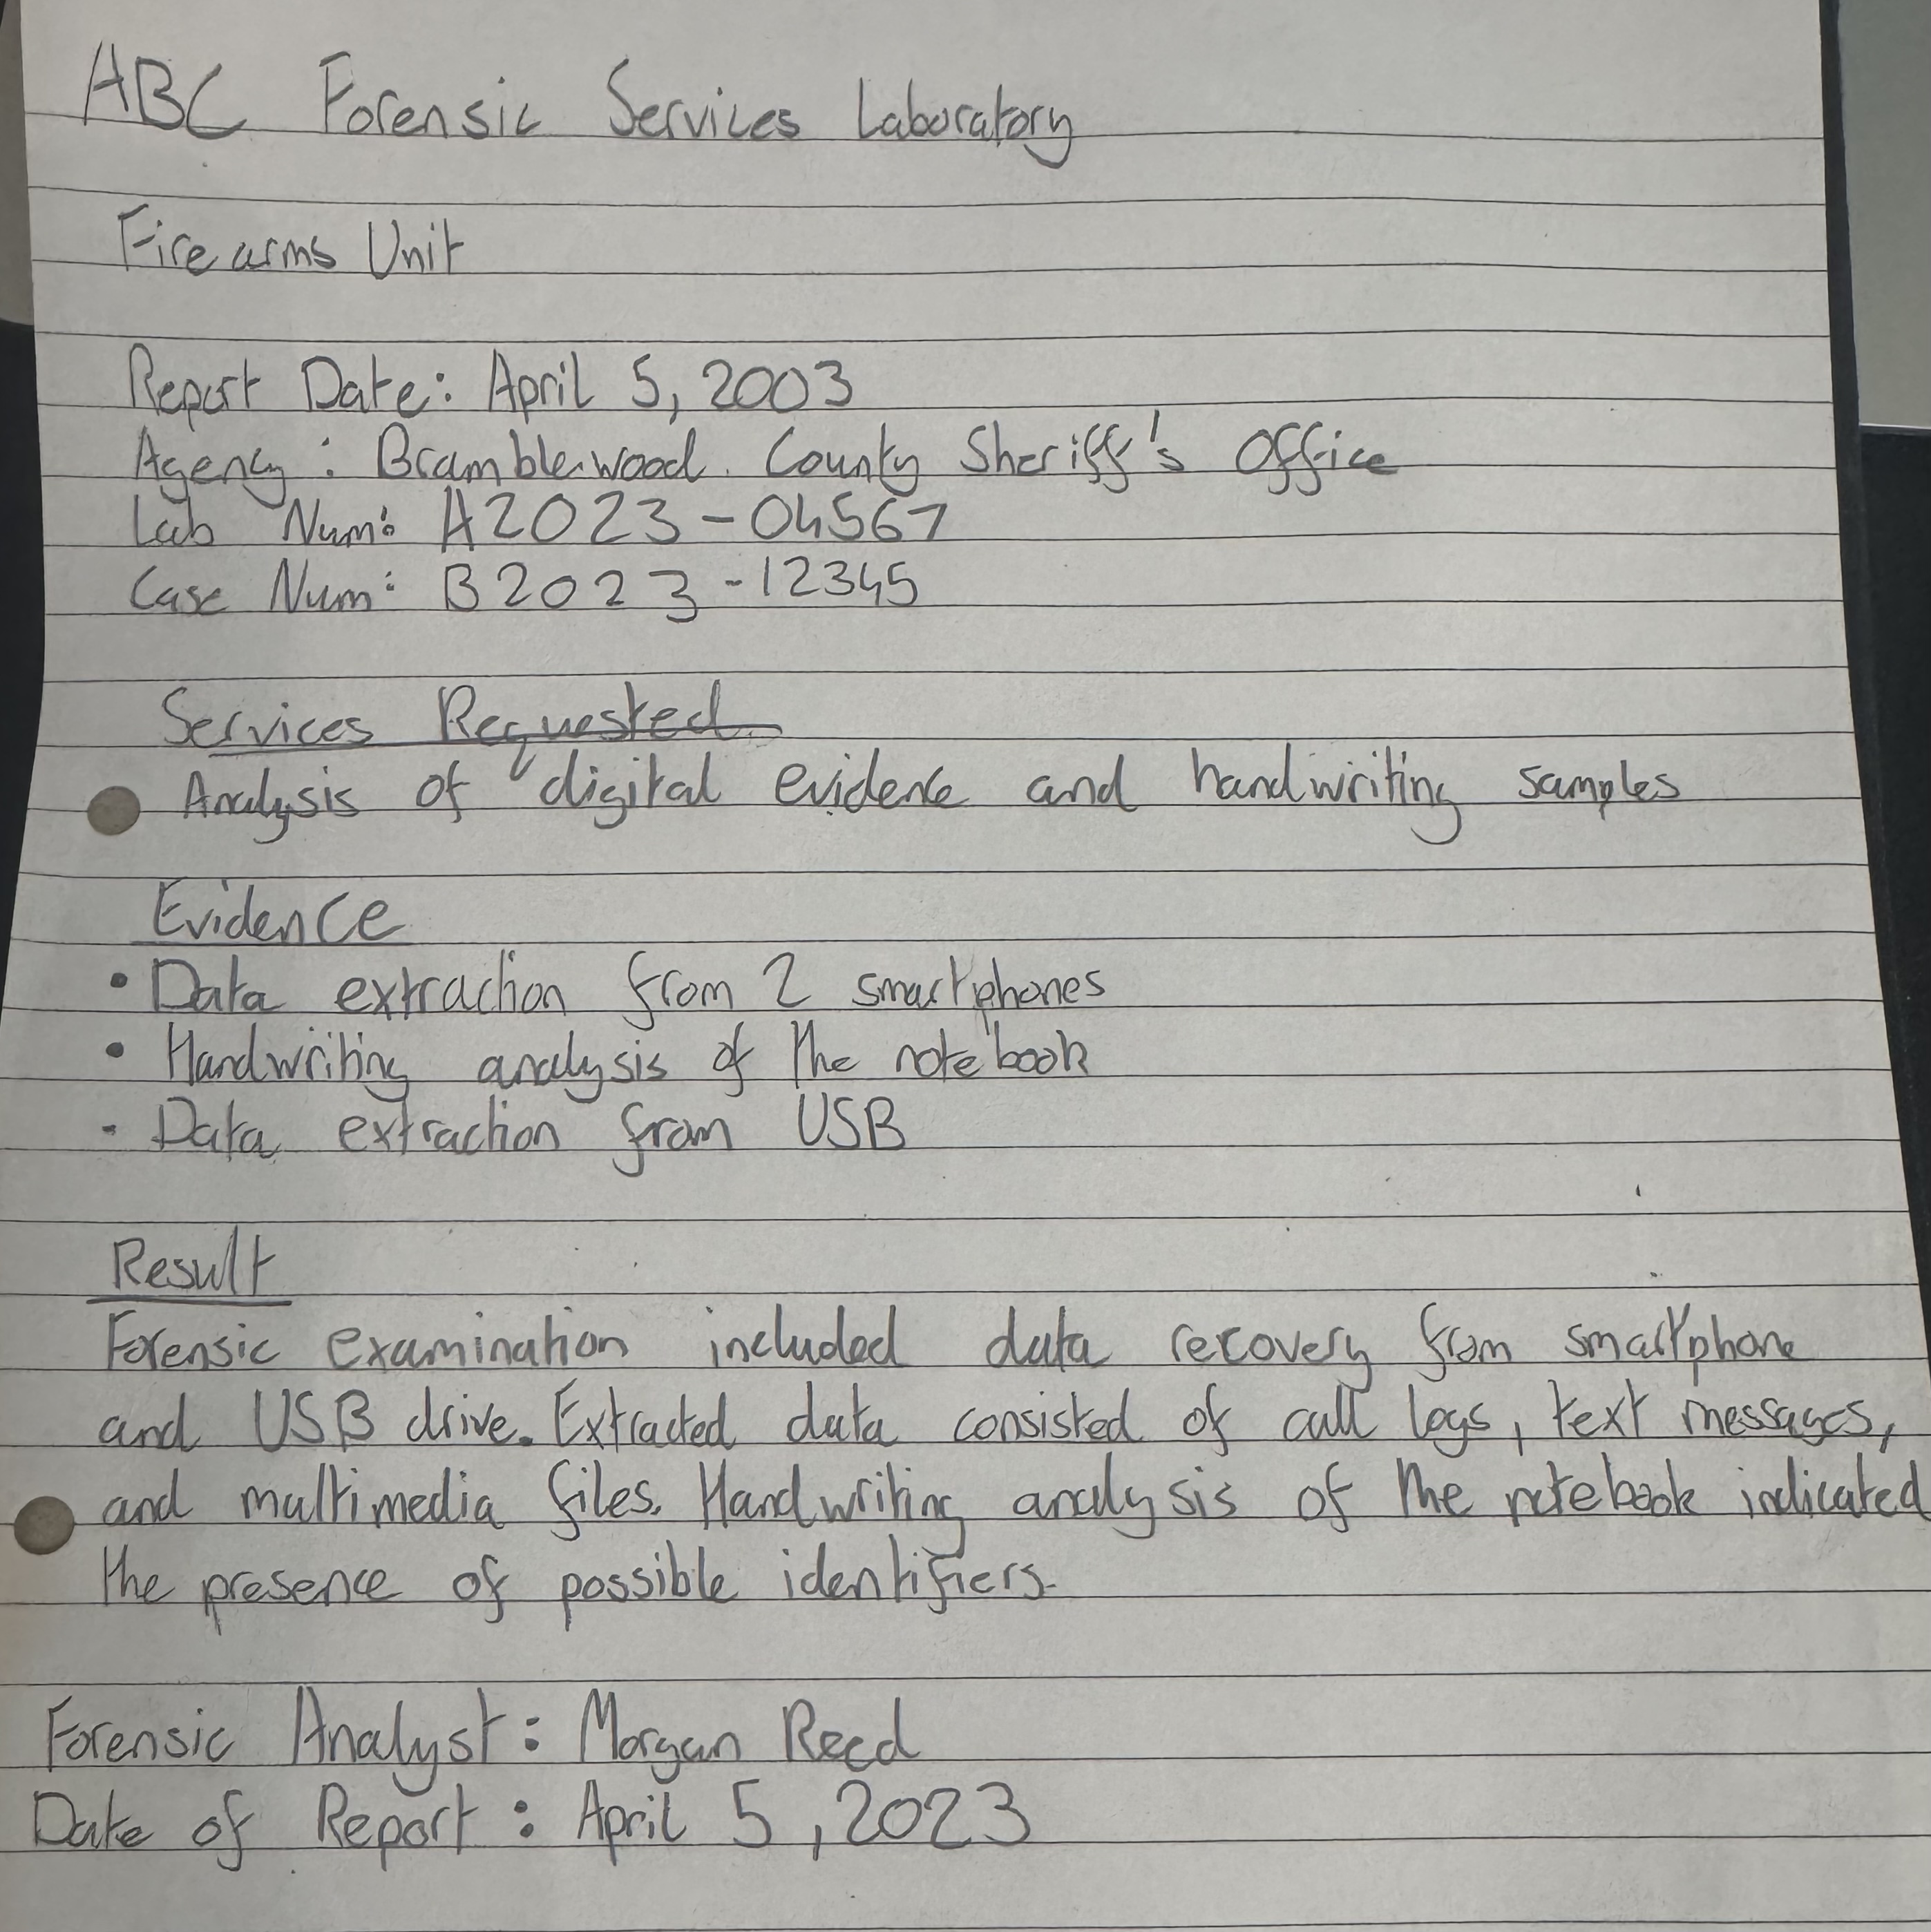 ABC Forensic Services Laboratory
Firearms Unit
Report Date: April 5, 2003
Agency: Bramblewood County Sheriff's Office
Lab Num: A2023-04567
Case Num: B2023-12345
Services Requested
Analysis of digital evidence and handwriting samples
Evidence
• Data extraction from 2 smartphones
• Handwriting analysis of the notebook
• Data extraction from USB
Result
Forensic examination included data recovery from smartphone
and USB drive. Extracted data consisted of call logs, text messages,
and multimedia files. Handwriting analysis of the notebook indicated
the presence of possible identifiers.
Forensic Analyst: Morgan Reed
Date of Report: April 5, 2023